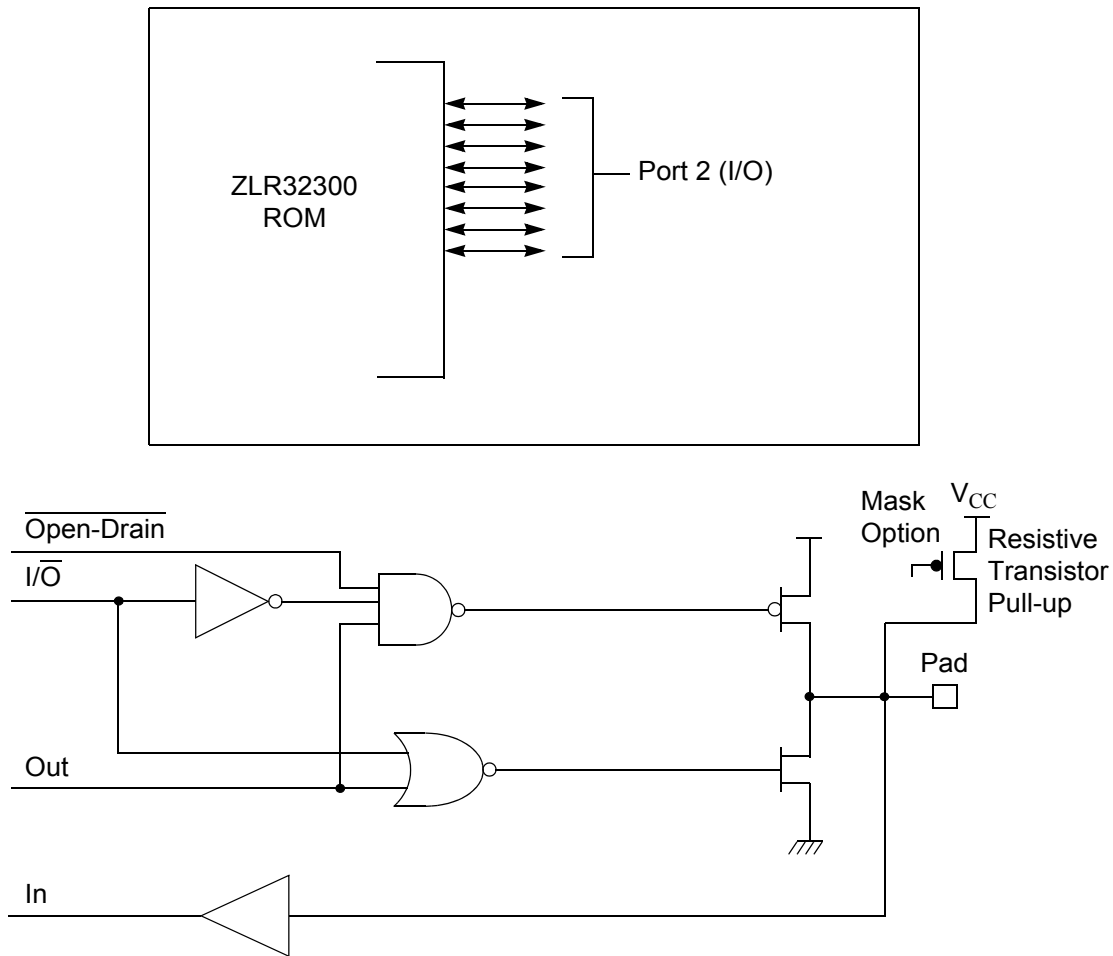 ZLR32300
ROM
Port 2 (I/O)
Open-Drain
I/O
Out
In
Mask
Option
VCC
Resistive
Transistor
Pull-up
Pad